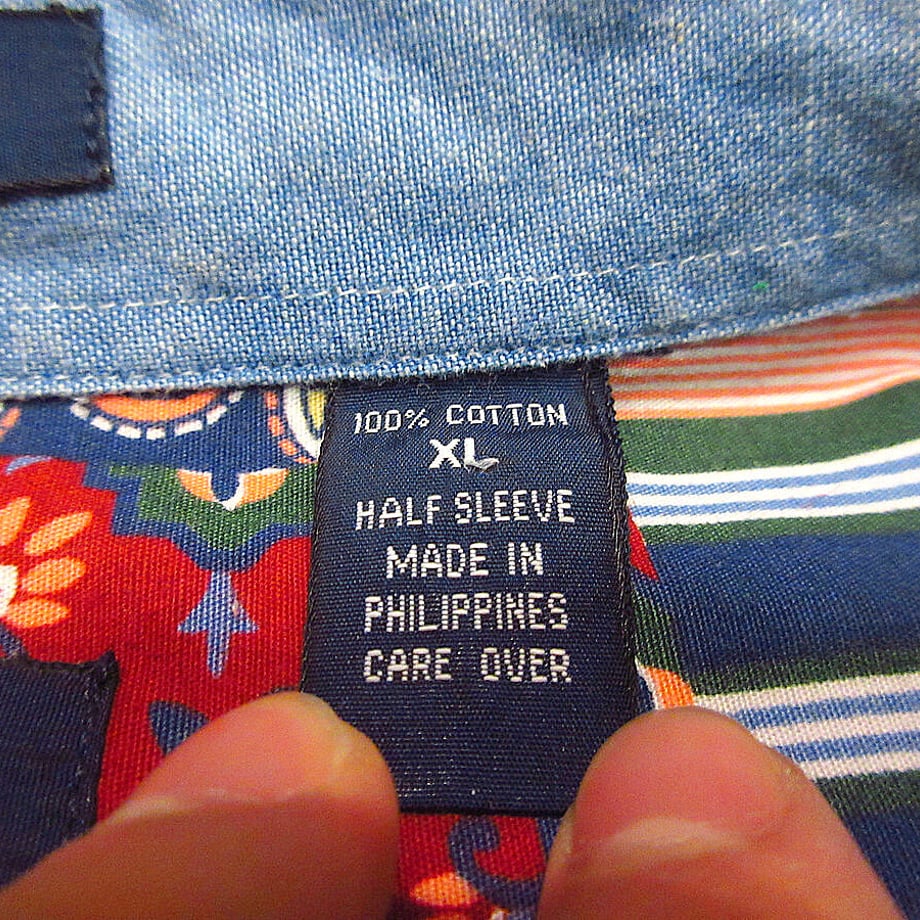 100% COTTON
XL
HALF SLEEVE
MADE IN
PHILIPPINES
CARE OVER